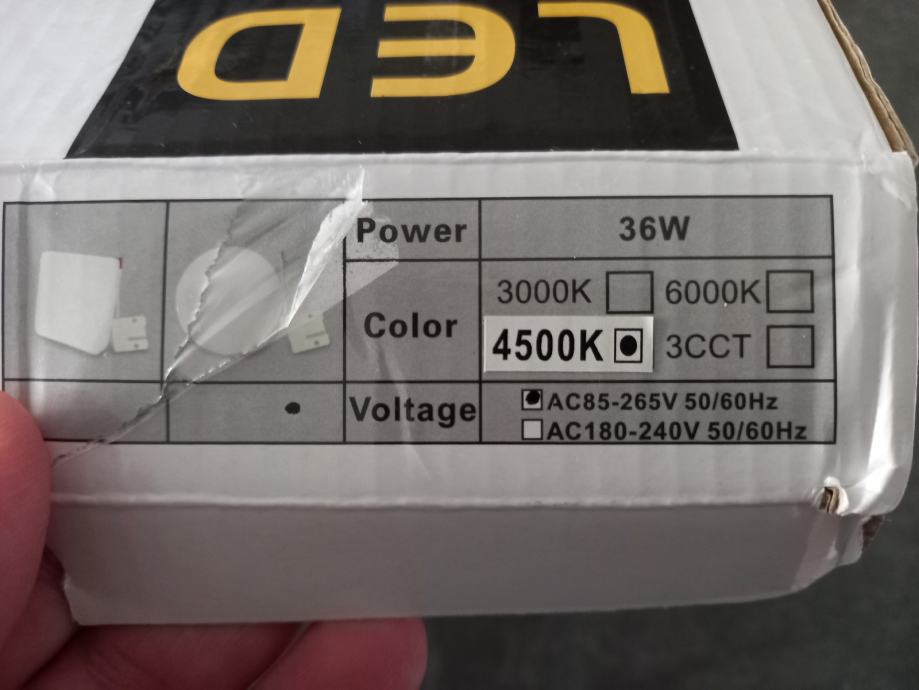 LED
Power 36W
Color 3000K 6000K
4500K 3CCT
Voltage AC85-265V 50/60Hz
AC180-240V 50/60Hz